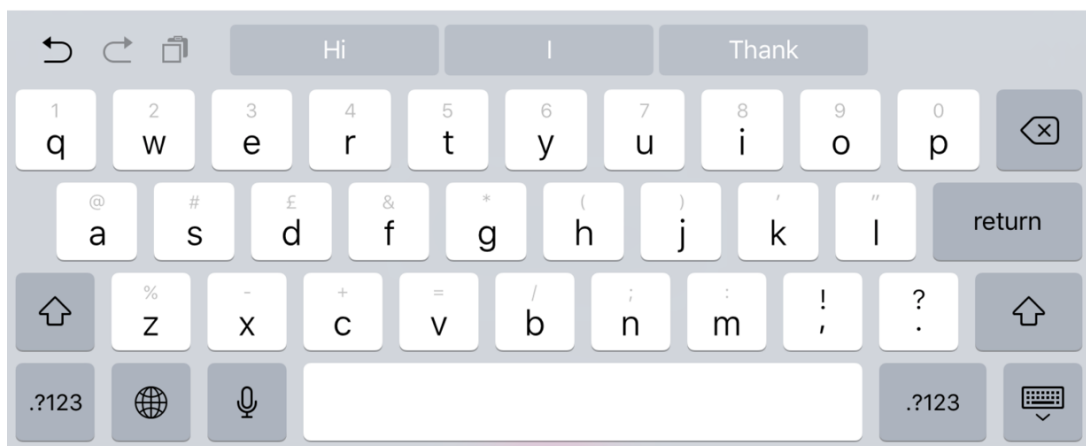 Hi I Thank
1 2 3 4 5 6 7 8 9 0
q w e r t y u i o p
@ # £ & * ( ) ' "
a s d f g h j k l return
% - + = / ; : ! ?
z x c v b n m , .
.?123 .?123